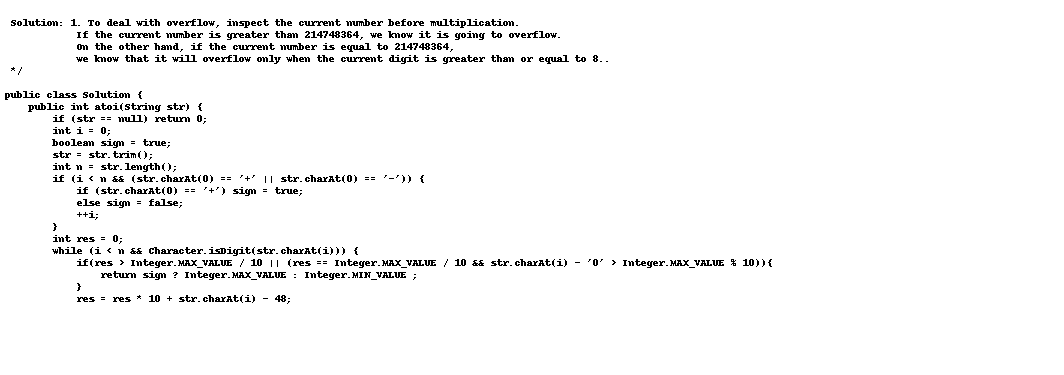 Solution: 1. To deal with overflow, inspect the current number before multiplication.
If the current number is greater than 214748364, we know it is going to overflow.
On the other hand, if the current number is equal to 214748364,
we know that it will overflow only when the current digit is greater than or equal to 8..
*/
public class Solution {
public int atoi(String str) {
if (str == null) return 0;
int i = 0;
boolean sign = true;
str = str.trim();
int n = str.length();
if (i < n && (str.charAt(0) == '+' || str.charAt(0) == '-')) {
if (str.charAt(0) == '+') sign = true;
else sign = false;
++i;
}
int res = 0;
while (i < n && Character.isDigit(str.charAt(i))) {
if(res > Integer.MAX_VALUE / 10 || (res == Integer.MAX_VALUE / 10 && str.charAt(i) - '0' > Integer.MAX_VALUE % 10)){
return sign ? Integer.MAX_VALUE : Integer.MIN_VALUE ;
}
res = res * 10 + str.charAt(i) - 48;